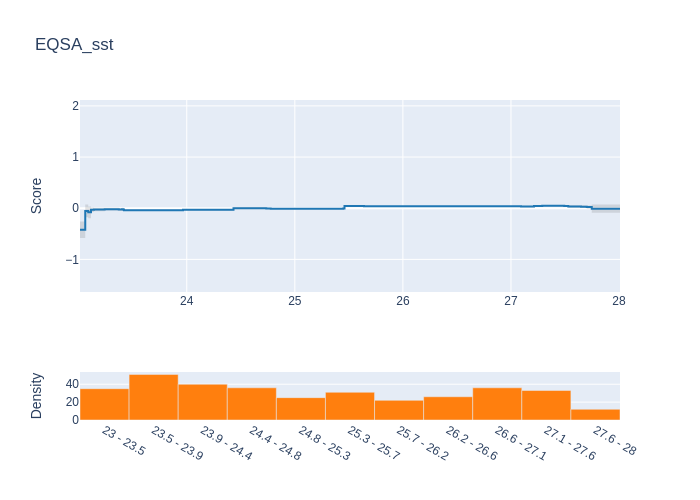 EQSA_sst
Score
2
1
0
−1
24
25
26
27
28
Density
40
20
0
23 - 23.5
23.5 - 23.9
23.9 - 24.4
24.4 - 24.8
24.8 - 25.3
25.3 - 25.7
25.7 - 26.2
26.2 - 26.6
26.6 - 27.1
27.1 - 27.6
27.6 - 28